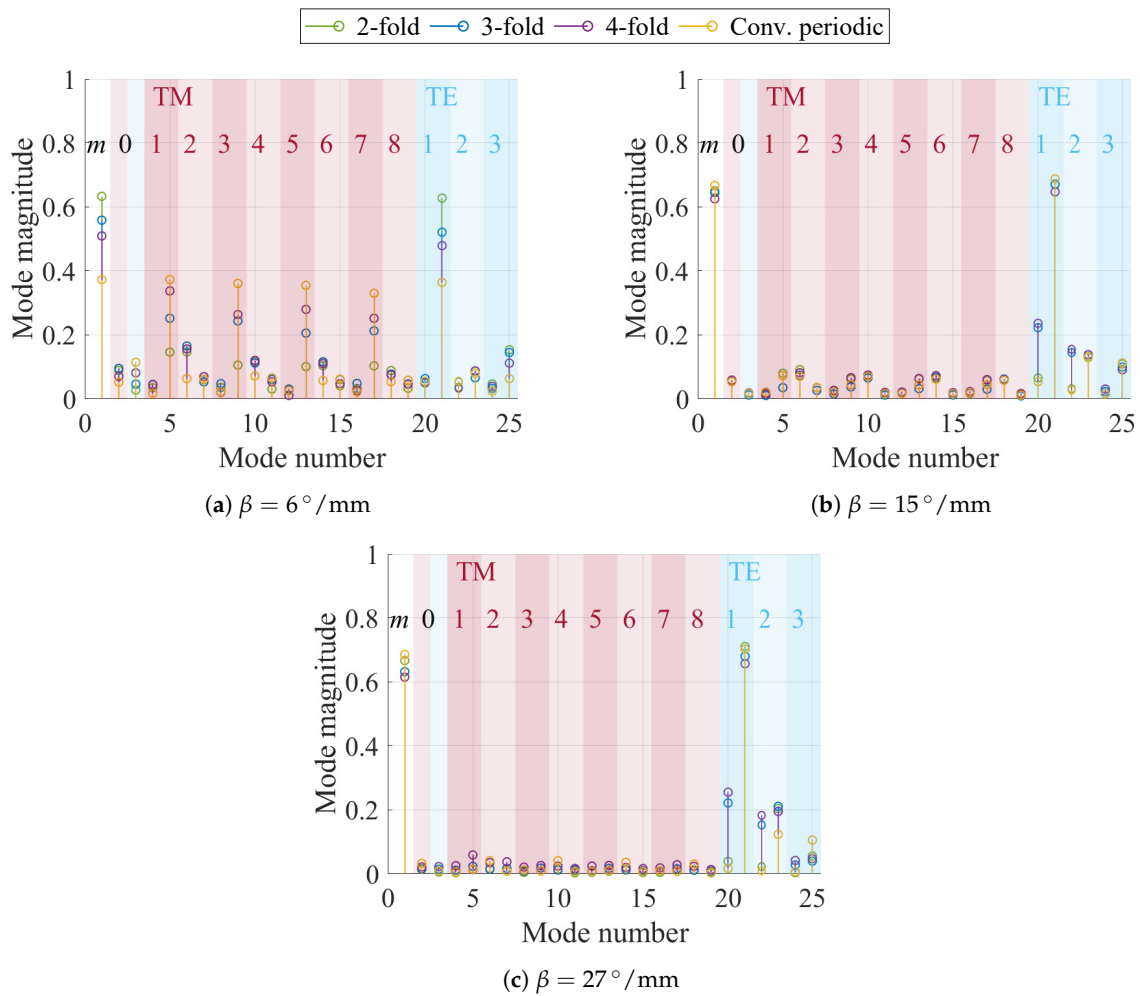 2-fold 3-fold 4-fold Conv. periodic
1
0.8
0.6
0.4
0.2
0
Mode magnitude
TM TE
m 0 1 2 3 4 5 6 7 8 1 2 3
0 5 10 15 20 25
Mode number
(a) β = 6 °/mm
1
0.8
0.6
0.4
0.2
0
Mode magnitude
TM TE
m 0 1 2 3 4 5 6 7 8 1 2 3
0 5 10 15 20 25
Mode number
(b) β = 15 °/mm
1
0.8
0.6
0.4
0.2
0
Mode magnitude
TM TE
m 0 1 2 3 4 5 6 7 8 1 2 3
0 5 10 15 20 25
Mode number
(c) β = 27 °/mm